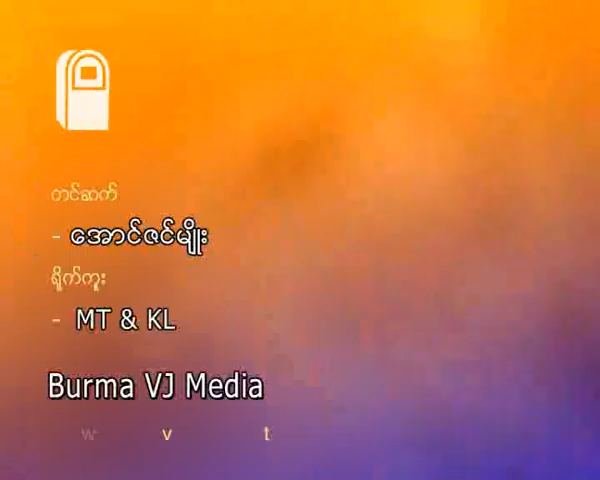 တင်ဆက်
- အောင်ဇင်မျိုး
ရိုက်ကူး
- MT & KL
Burma VJ Media
w v t